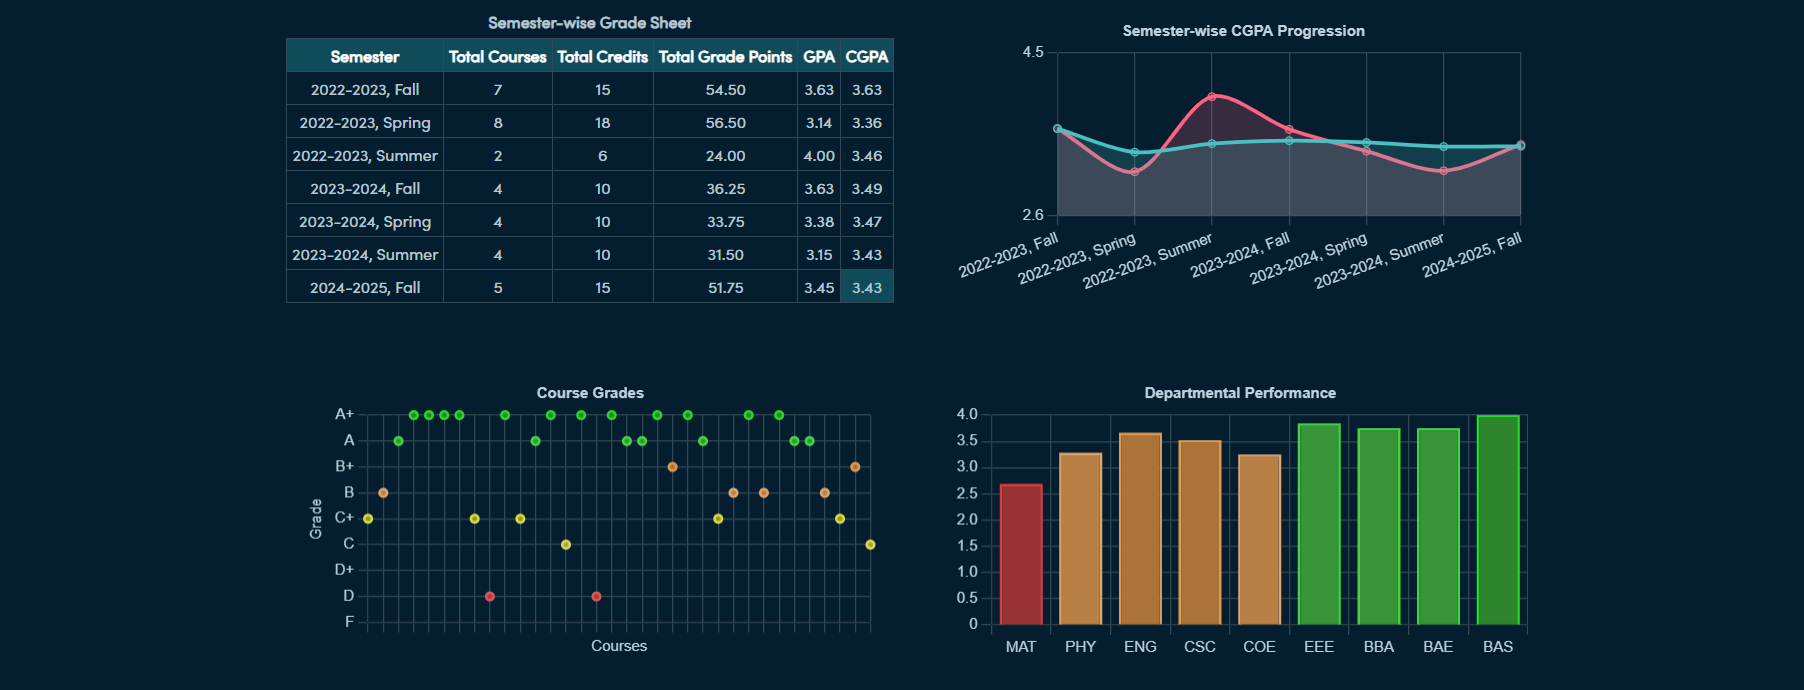 Semester-wise Grade Sheet
Semester Total Courses Total Credits Total Grade Points GPA CGPA
2022-2023, Fall 7 15 54.50 3.63 3.63
2022-2023, Spring 8 18 56.50 3.14 3.36
2022-2023, Summer 2 6 24.00 4.00 3.46
2023-2024, Fall 4 10 36.25 3.63 3.49
2023-2024, Spring 4 10 33.75 3.38 3.47
2023-2024, Summer 4 10 31.50 3.15 3.43
2024-2025, Fall 5 15 51.75 3.45 3.43
Semester-wise CGPA Progression
4.5
2.6
2022-2023, Fall
2022-2023, Spring
2022-2023, Summer
2023-2024, Fall
2023-2024, Spring
2023-2024, Summer
2024-2025, Fall
Course Grades
Grade
A+
A
B+
B
C+
C
D+
D
F
Courses
Departmental Performance
4.0
3.5
3.0
2.5
2.0
1.5
1.0
0.5
0
MAT PHY ENG CSC COE EEE BBA BAE BAS